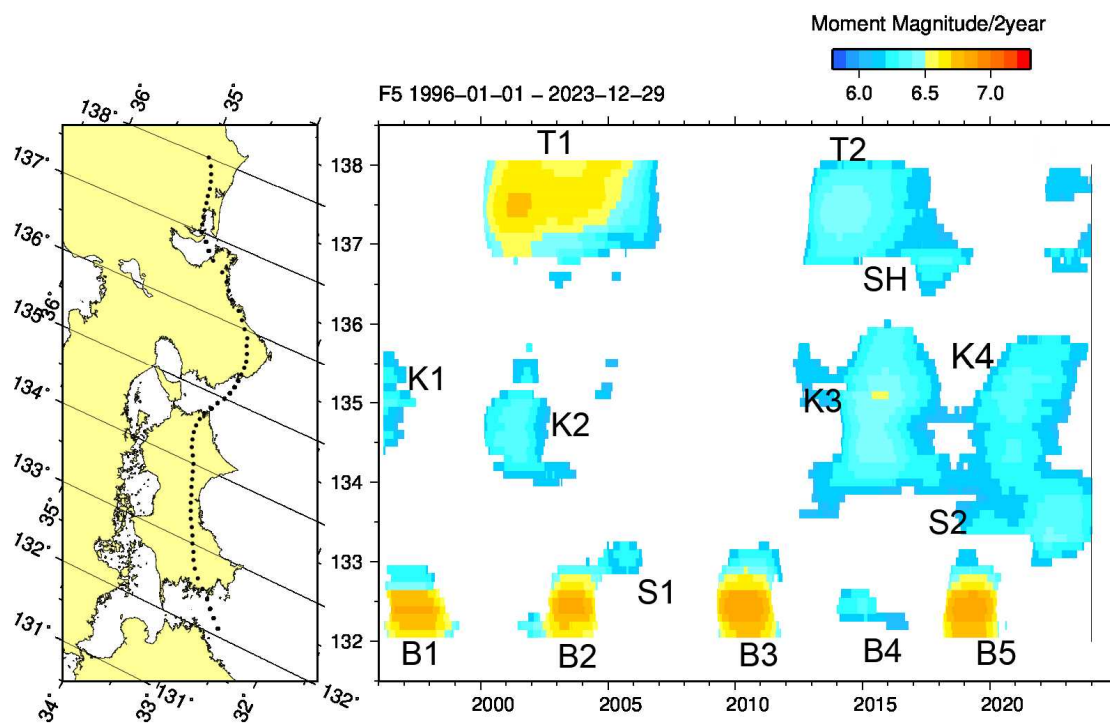 Moment Magnitude/2year
6.0 6.5 7.0
F5 1996−01−01 − 2023−12−29
36° 35°
138°
137°
136°
36°
135°
134°
133°
35°
132°
131°
34° 33° 131° 32° 132°
138
137
136
135
134
133
132
T1 T2
SH
K1 K2 K3 K4
S1 S2
B1 B2 B3 B4 B5
2000 2005 2010 2015 2020